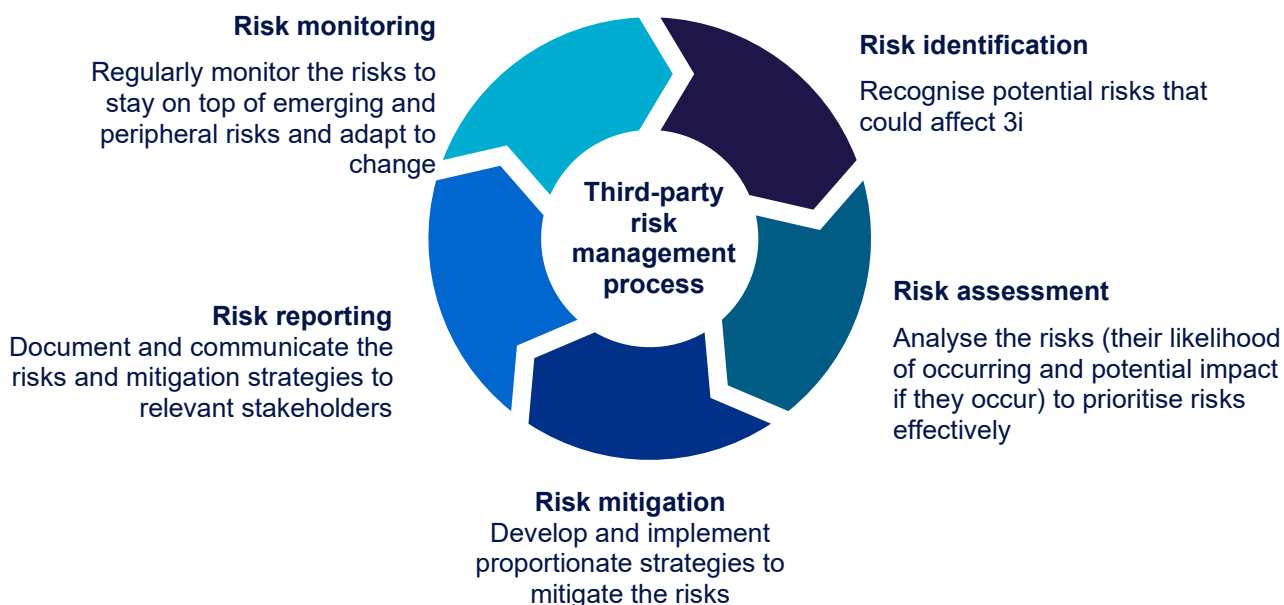 Risk monitoring
Regularly monitor the risks to
stay on top of emerging and
peripheral risks and adapt to
change
Risk identification
Recognise potential risks that
could affect 3i
Third-party
risk
management
process
Risk assessment
Analyse the risks (their likelihood
of occurring and potential impact
if they occur) to prioritise risks
effectively
Risk reporting
Document and communicate the
risks and mitigation strategies to
relevant stakeholders
Risk mitigation
Develop and implement
proportionate strategies to
mitigate the risks